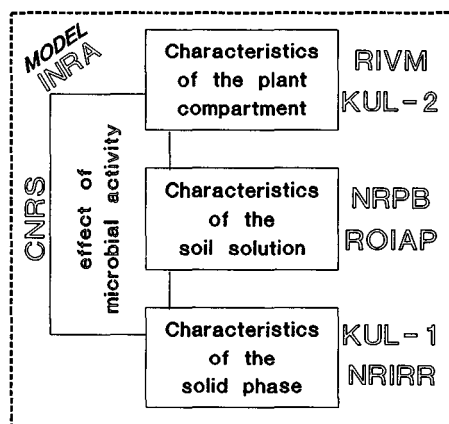 MODEL
INRA
Characteristics
of the plant
compartment
RIVM
KUL-2
CNRS
effect of
microbial activity
Characteristics
of the
soil solution
NRPB
ROIAP
Characteristics
of the
solid phase
KUL-1
NRIRR